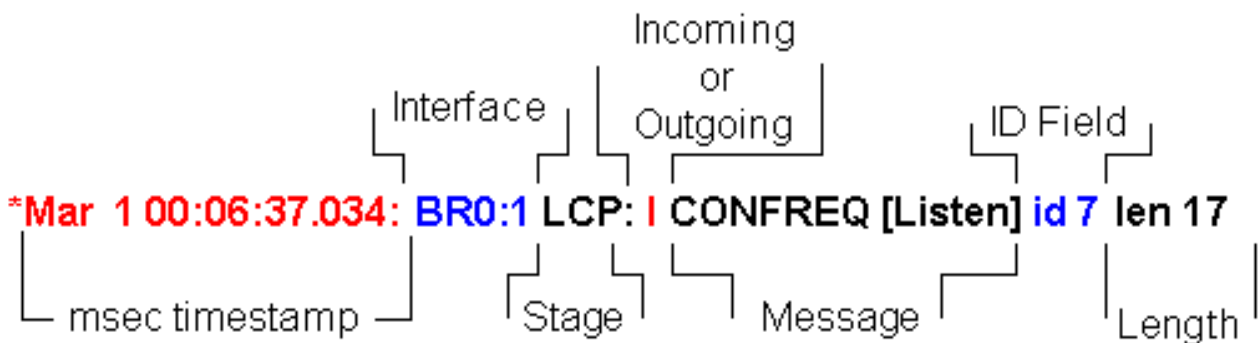 Incoming
or
Outgoing
Interface
ID Field
*Mar 1 00:06:37.034: BR0:1 LCP: I CONFREQ [Listen] id 7 len 17
msec timestamp
Stage
Message
Length